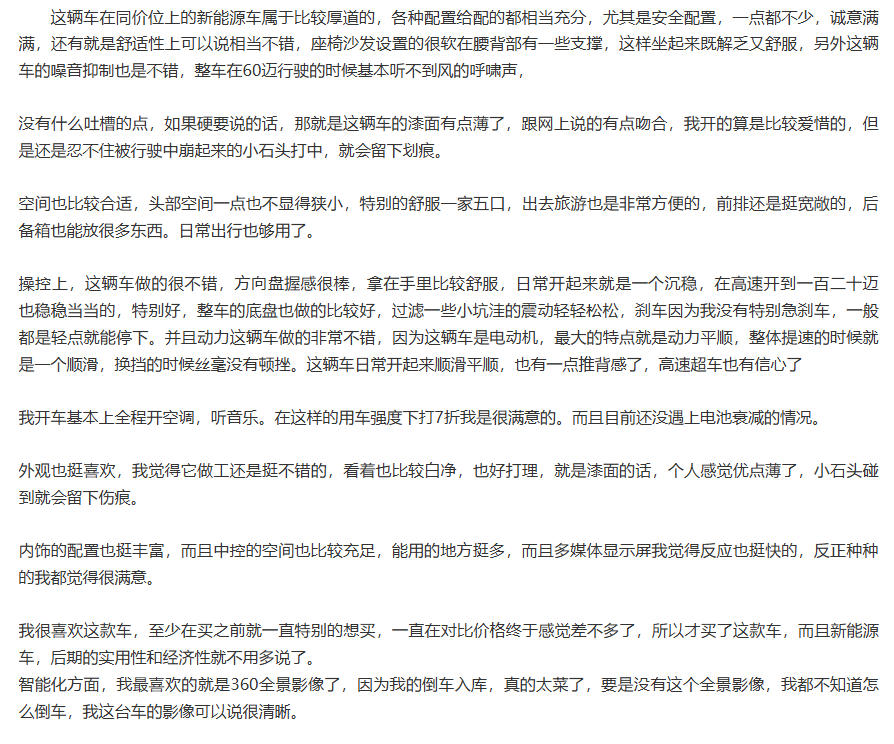 这辆车在同价位上的新能源车属于比较厚道的，各种配置给配的都相当充分，尤其是安全配置，一点都不少，诚意满
满，还有就是舒适性上可以说相当不错，座椅沙发设置的很软在腰背部有一些支撑，这样坐起来既解乏又舒服，另外这辆
车的噪音抑制也是不错，整车在60迈行驶的时候基本听不到风的呼啸声，
没有什么吐槽的点，如果硬要说的话，那就是这辆车的漆面有点薄了，跟网上说的有点吻合，我开的算是比较爱惜的，但
是还是忍不住被行驶中崩起来的小石头打中，就会留下划痕。
空间也比较合适，头部空间一点也不显得狭小，特别的舒服一家五口，出去旅游也是非常方便的，前排还是挺宽敞的，后
备箱也能放很多东西。日常出行也够用了。
操控上，这辆车做的很不错，方向盘握感很棒，拿在手里比较舒服，日常开起来就是一个沉稳，在高速开到一百二十迈
也稳稳当当的，特别好，整车的底盘也做的比较好，过滤一些小坑洼的震动轻轻松松，刹车因为我没有特别急刹车，一般
都是轻点就能停下。并且动力这辆车做的非常不错，因为这辆车是电动机，最大的特点就是动力平顺，整体提速的时候就
是一个顺滑，换挡的时候丝毫没有顿挫。这辆车日常开起来顺滑平顺，也有一点推背感了，高速超车也有信心了
我开车基本上全程开空调，听音乐。在这样的用车强度下打7折我是很满意的。而且目前还没遇上电池衰减的情况。
外观也挺喜欢，我觉得它做工还是挺不错的，看着也比较白净，也好打理，就是漆面的话，个人感觉优点薄了，小石头碰
到就会留下伤痕。
内饰的配置也挺丰富，而且中控的空间也比较充足，能用的地方挺多，而且多媒体显示屏我觉得反应也挺快的，反正种种
的我都觉得很满意。
我很喜欢这款车，至少在买之前就一直特别的想买，一直在对比价格终于感觉差不多了，所以才买了这款车，而且新能源
车，后期的实用性和经济性就不用多说了。
智能化方面，我最喜欢的就是360全景影像了，因为我的倒车入库，真的太菜了，要是没有这个全景影像，我都不知道怎
么倒车，我这台车的影像可以说很清晰。